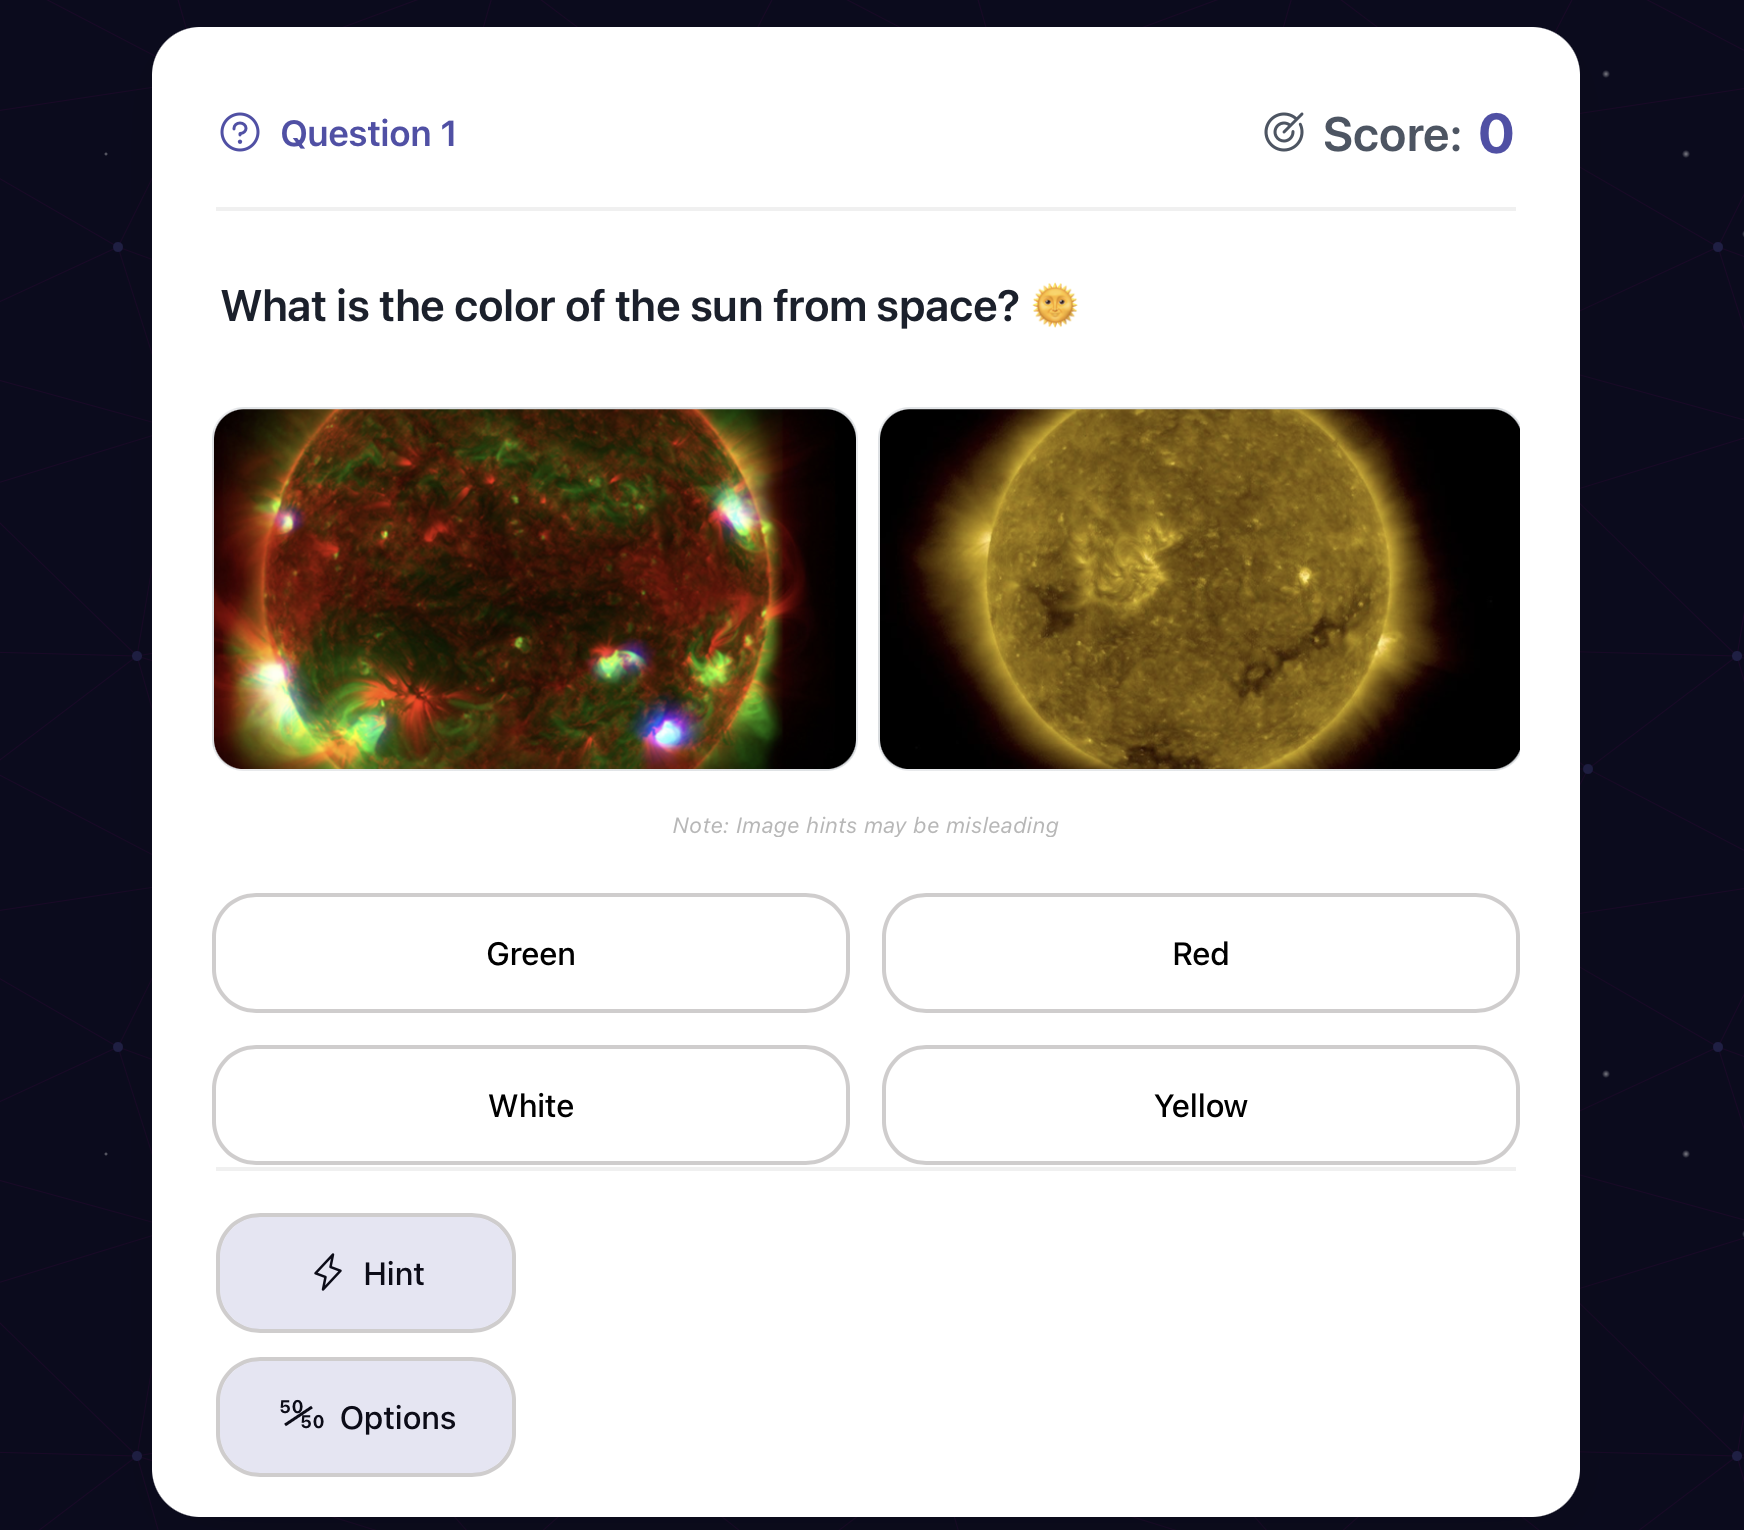 Question 1
Score: 0
What is the color of the sun from space? 🌞
Note: Image hints may be misleading
Green
Red
White
Yellow
Hint
50/50 Options